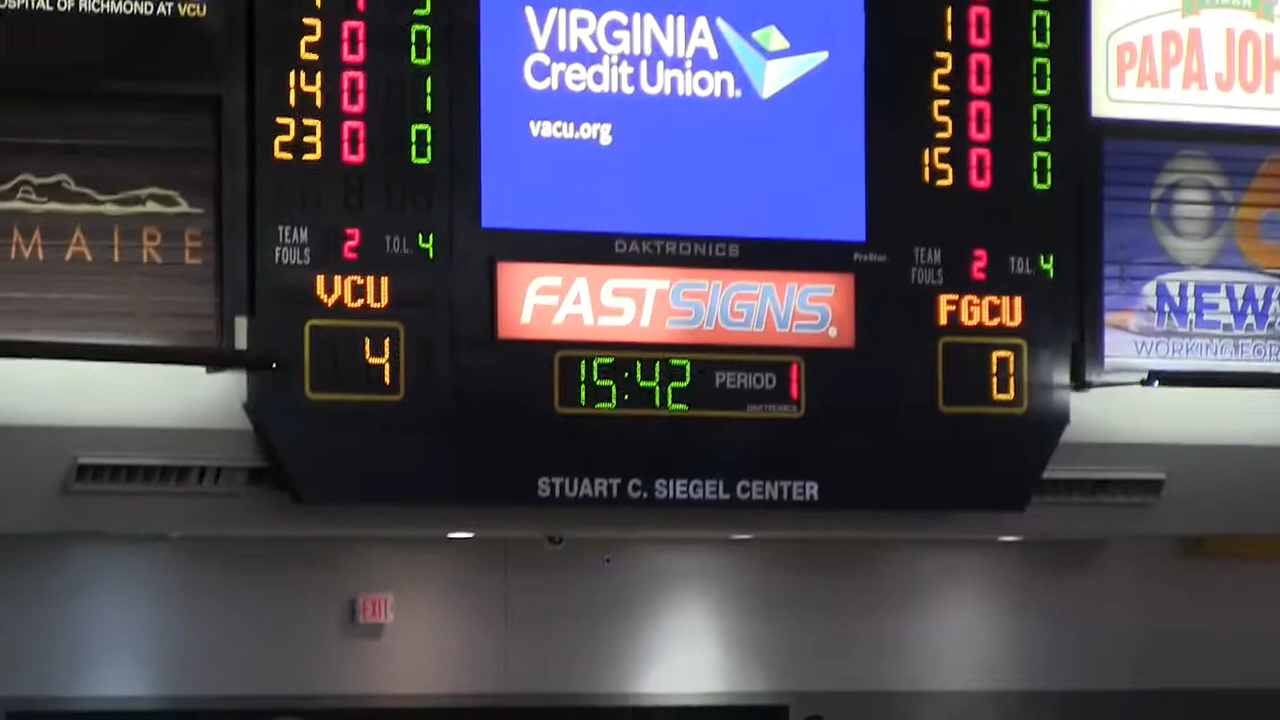 OSPITAL OF RICHMOND AT VCU
2 0 0
14 0 1
23 0 0
TEAM FOULS 2 T.O.L. 4
VCU
4
MAIRE
VIRGINIA
Credit Union.
vacu.org
DAKTRONICS
FASTSIGNS
15:42 PERIOD 1
DAKTRONICS
STUART C. SIEGEL CENTER
1 0 0
2 0 0
5 0 0
15 0 0
TEAM FOULS 2 T.O.L. 4
FGCU
0
PAPA JOH
NEWS
WORKING FOR
EXIT